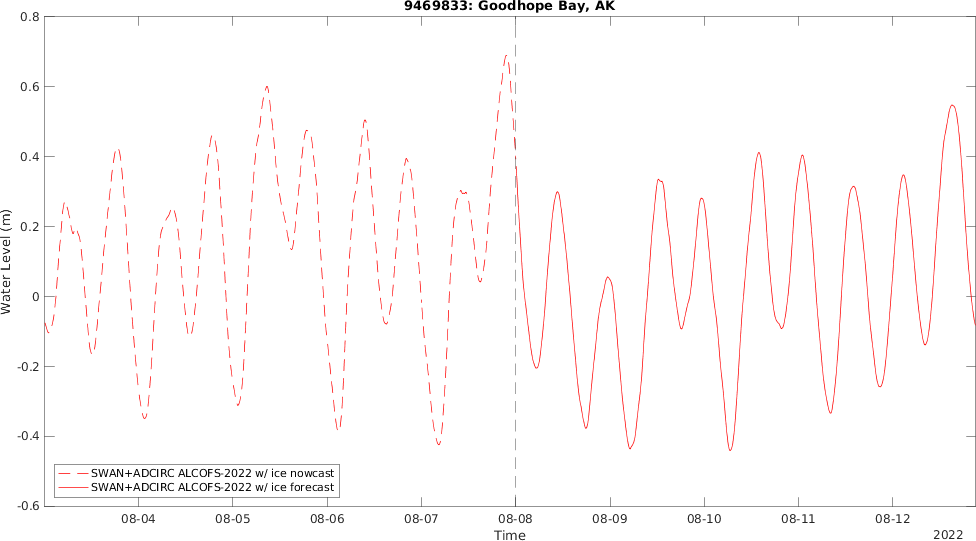 9469833: Goodhope Bay, AK
0.8
0.6
0.4
0.2
0
-0.2
-0.4
-0.6
Water Level (m)
SWAN+ADCIRC ALCOFS-2022 w/ ice nowcast
SWAN+ADCIRC ALCOFS-2022 w/ ice forecast
08-04 08-05 08-06 08-07 08-08 08-09 08-10 08-11 08-12
Time
2022